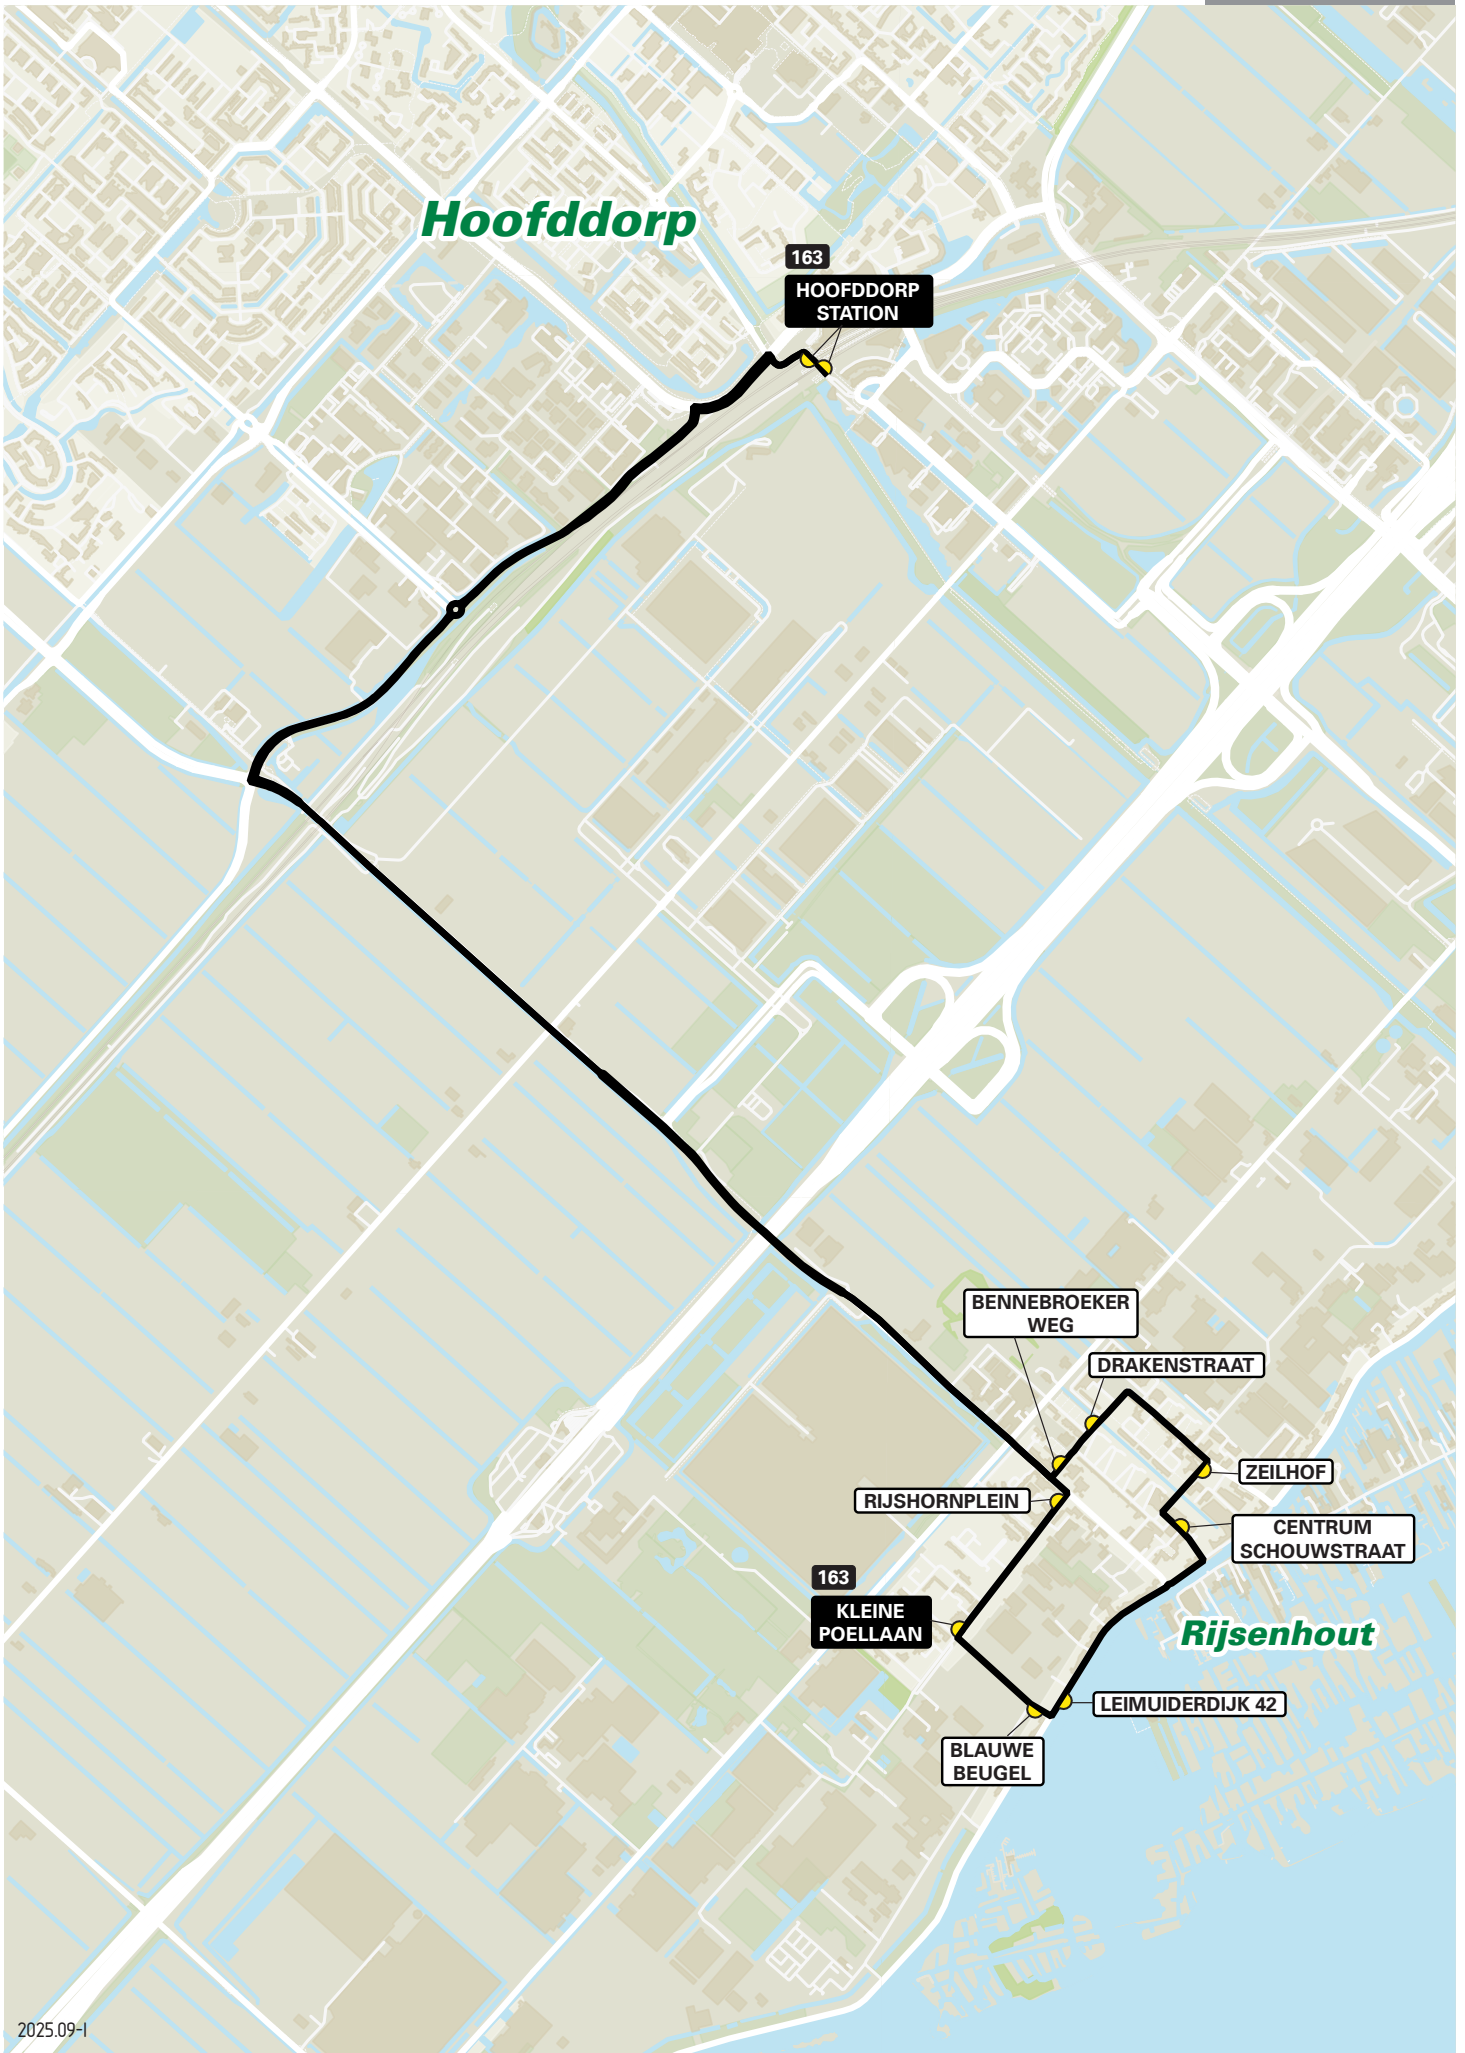 Hoofddorp
163
HOOFDDORP
STATION
BENNEBROEKER
WEG
DRAKENSTRAAT
ZEILHOF
RIJSHORNPLEIN
CENTRUM
SCHOUWSTRAAT
163
KLEINE
POELLAAN
Rijsenhout
LEIMUIDERDIJK 42
BLAUWE
BEUGEL
2025.09-I